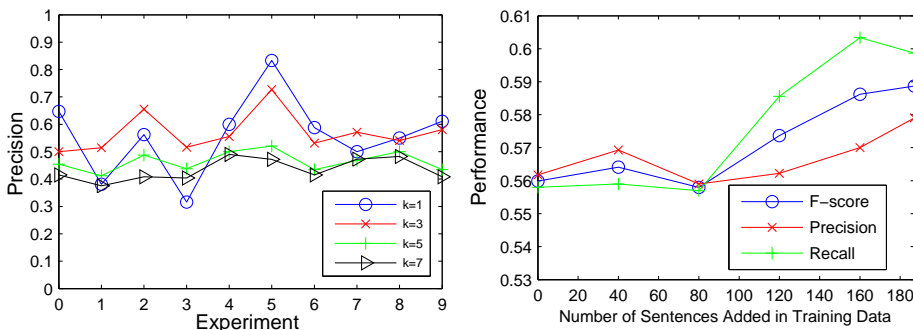 1
0.9
0.8
0.7
0.6
0.5
0.4
0.3
0.2
0.1
0
Precision
0 1 2 3 4 5 6 7 8 9
Experiment
k=1
k=3
k=5
k=7
0.61
0.6
0.59
0.58
0.57
0.56
0.55
0.54
0.53
Performance
0 20 40 60 80 100 120 140 160 180
Number of Sentences Added in Training Data
F-score
Precision
Recall